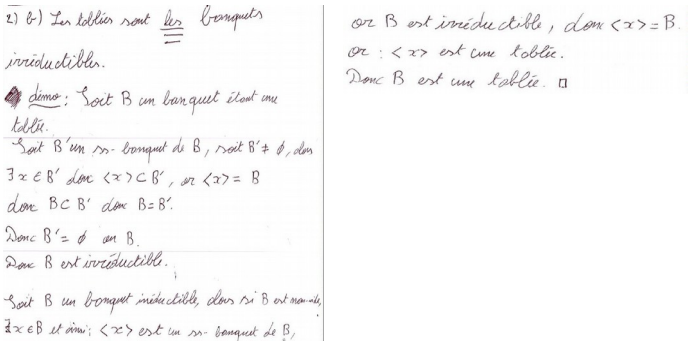 2) b) Les tablées sont les banquets
irréductibles.
démo : Soit B un banquet étant une
tablée.
Soit B' un ss-banquet de B, soit B' ≠ ∅, alors
∃ x ∈ B' donc <x> ⊂ B', or <x> = B
donc B ⊂ B' donc B = B'.
Donc B' = ∅ ou B.
Donc B est irréductible.
Soit B un banquet irréductible, alors si B est non-vide,
∃ x ∈ B et ainsi : <x> est un ss-banquet de B,
or B est irréductible, donc <x> = B.
or : <x> est une tablée.
Donc B est une tablée. □